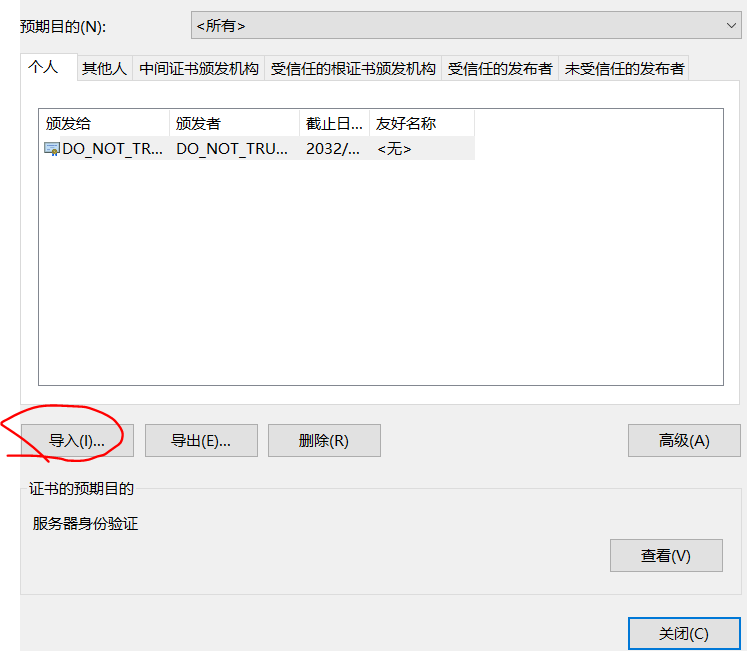 预期目的(N): <所有>
个人 其他人 中间证书颁发机构 受信任的根证书颁发机构 受信任的发布者 未受信任的发布者
颁发给 颁发者 截止日... 友好名称
DO_NOT_TR... DO_NOT_TRU... 2032/... <无>
导入(I)... 导出(E)... 删除(R) 高级(A)
证书的预期目的
服务器身份验证
查看(V)
关闭(C)